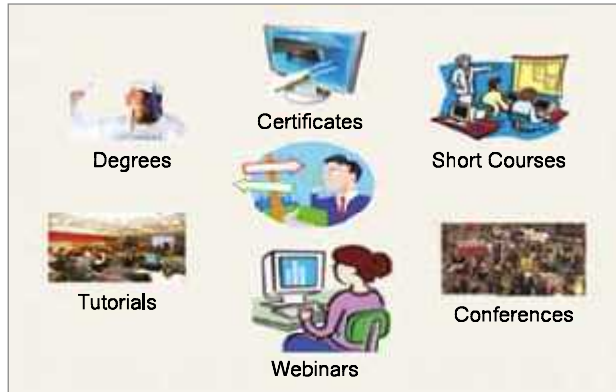 Certificates
Degrees
Short Courses
Tutorials
Conferences
Webinars